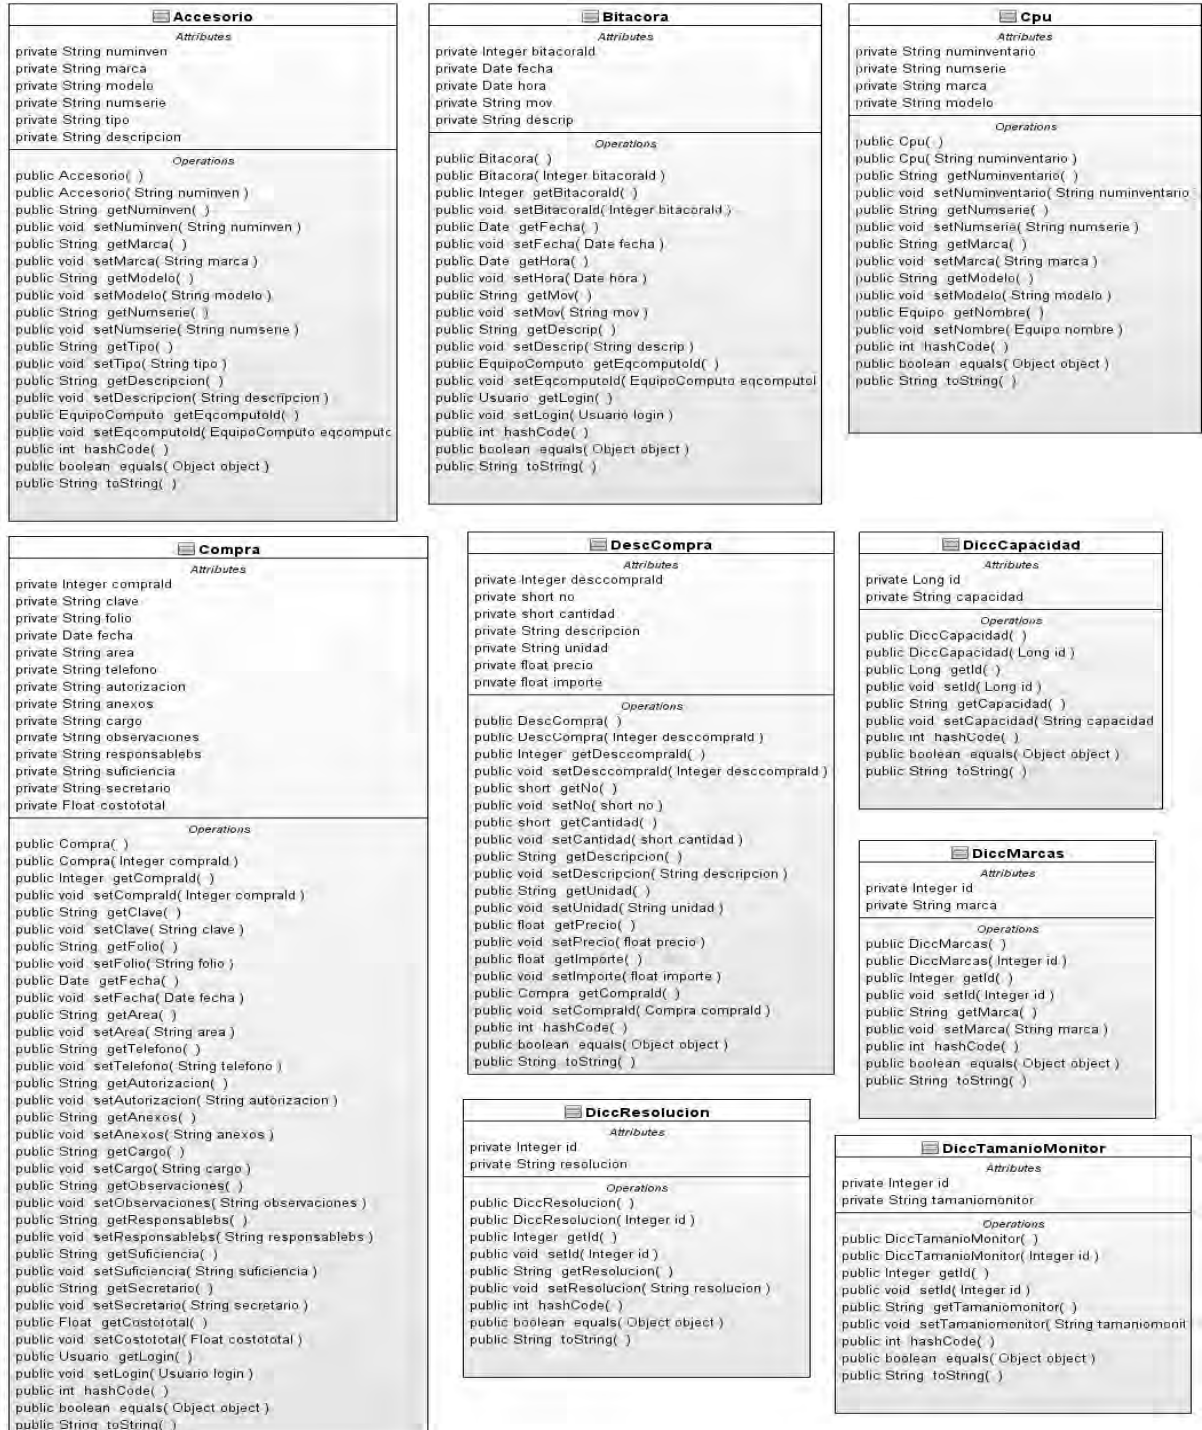 Accesorio
Attributes
private String numinven
private String marca
private String modelo
private String numserie
private String tipo
private String descripcion
Operations
public Accesorio( )
public Accesorio( String numinven )
public String getNuminven( )
public void setNuminven( String numinven )
public String getMarca( )
public void setMarca( String marca )
public String getModelo( )
public void setModelo( String modelo )
public String getNumserie( )
public void setNumserie( String numserie )
public String getTipo( )
public void setTipo( String tipo )
public String getDescripcion( )
public void setDescripcion( String descripcion )
public EquipoComputo getEqcomputoId( )
public void setEqcomputoId( EquipoComputo eqcomputc
public int hashCode( )
public boolean equals( Object object )
public String toString( )
Bitacora
Attributes
private Integer bitacoraId
private Date fecha
private Date hora
private String mov
private String descrip
Operations
public Bitacora( )
public Bitacora( Integer bitacoraId )
public Integer getBitacoraId( )
public void setBitacoraId( Integer bitacoraId )
public Date getFecha( )
public void setFecha( Date fecha )
public Date getHora( )
public void setHora( Date hora )
public String getMov( )
public void setMov( String mov )
public String getDescrip( )
public void setDescrip( String descrip )
public EquipoComputo getEqcomputoId( )
public void setEqcomputoId( EquipoComputo eqcomputoI
public Usuario getLogin( )
public void setLogin( Usuario login )
public int hashCode( )
public boolean equals( Object object )
public String toString( )
Cpu
Attributes
private String numinventario
private String numserie
private String marca
private String modelo
Operations
public Cpu( )
public Cpu( String numinventario )
public String getNuminventario( )
public void setNuminventario( String numinventario
public String getNumserie( )
public void setNumserie( String numserie )
public String getMarca( )
public void setMarca( String marca )
public String getModelo( )
public void setModelo( String modelo )
public Equipo getNombre( )
public void setNombre( Equipo nombre )
public int hashCode( )
public boolean equals( Object object )
public String toString( )
Compra
Attributes
private Integer compraId
private String clave
private String folio
private Date fecha
private String area
private String telefono
private String autorizacion
private String anexos
private String cargo
private String observaciones
private String responsablebs
private String suficiencia
private String secretario
private Float costototal
Operations
public Compra( )
public Compra( Integer compraId )
public Integer getCompraId( )
public void setCompraId( Integer compraId )
public String getClave( )
public void setClave( String clave )
public String getFolio( )
public void setFolio( String folio )
public Date getFecha( )
public void setFecha( Date fecha )
public String getArea( )
public void setArea( String area )
public String getTelefono( )
public void setTelefono( String telefono )
public String getAutorizacion( )
public void setAutorizacion( String autorizacion )
public String getAnexos( )
public void setAnexos( String anexos )
public String getCargo( )
public void setCargo( String cargo )
public String getObservaciones( )
public void setObservaciones( String observaciones )
public String getResponsablebs( )
public void setResponsablebs( String responsablebs )
public String getSuficiencia( )
public void setSuficiencia( String suficiencia )
public String getSecretario( )
public void setSecretario( String secretario )
public Float getCostototal( )
public void setCostototal( Float costototal )
public Usuario getLogin( )
public void setLogin( Usuario login )
public int hashCode( )
public boolean equals( Object object )
public String toString( )
DescCompra
Attributes
private Integer desccompraId
private short no
private short cantidad
private String descripcion
private String unidad
private float precio
private float importe
Operations
public DescCompra( )
public DescCompra( Integer desccompraId )
public Integer getDesccompraId( )
public void setDesccompraId( Integer desccompraId )
public short getNo( )
public void setNo( short no )
public short getCantidad( )
public void setCantidad( short cantidad )
public String getDescripcion( )
public void setDescripcion( String descripcion )
public String getUnidad( )
public void setUnidad( String unidad )
public float getPrecio( )
public void setPrecio( float precio )
public float getImporte( )
public void setImporte( float importe )
public Compra getCompraId( )
public void setCompraId( Compra compraId )
public int hashCode( )
public boolean equals( Object object )
public String toString( )
DiccCapacidad
Attributes
private Long id
private String capacidad
Operations
public DiccCapacidad( )
public DiccCapacidad( Long id )
public Long getId( )
public void setId( Long id )
public String getCapacidad( )
public void setCapacidad( String capacidad
public int hashCode( )
public boolean equals( Object object )
public String toString( )
DiccMarcas
Attributes
private Integer id
private String marca
Operations
public DiccMarcas( )
public DiccMarcas( Integer id )
public Integer getId( )
public void setId( Integer id )
public String getMarca( )
public void setMarca( String marca )
public int hashCode( )
public boolean equals( Object object )
public String toString( )
DiccResolucion
Attributes
private Integer id
private String resolucion
Operations
public DiccResolucion( )
public DiccResolucion( Integer id )
public Integer getId( )
public void setId( Integer id )
public String getResolucion( )
public void setResolucion( String resolucion )
public int hashCode( )
public boolean equals( Object object )
public String toString( )
DiccTamanioMonitor
Attributes
private Integer id
private String tamaniomonitor
Operations
public DiccTamanioMonitor( )
public DiccTamanioMonitor( Integer id )
public Integer getId( )
public void setId( Integer id )
public String getTamaniomonitor( )
public void setTamaniomonitor( String tamaniomonit
public int hashCode( )
public boolean equals( Object object )
public String toString( )